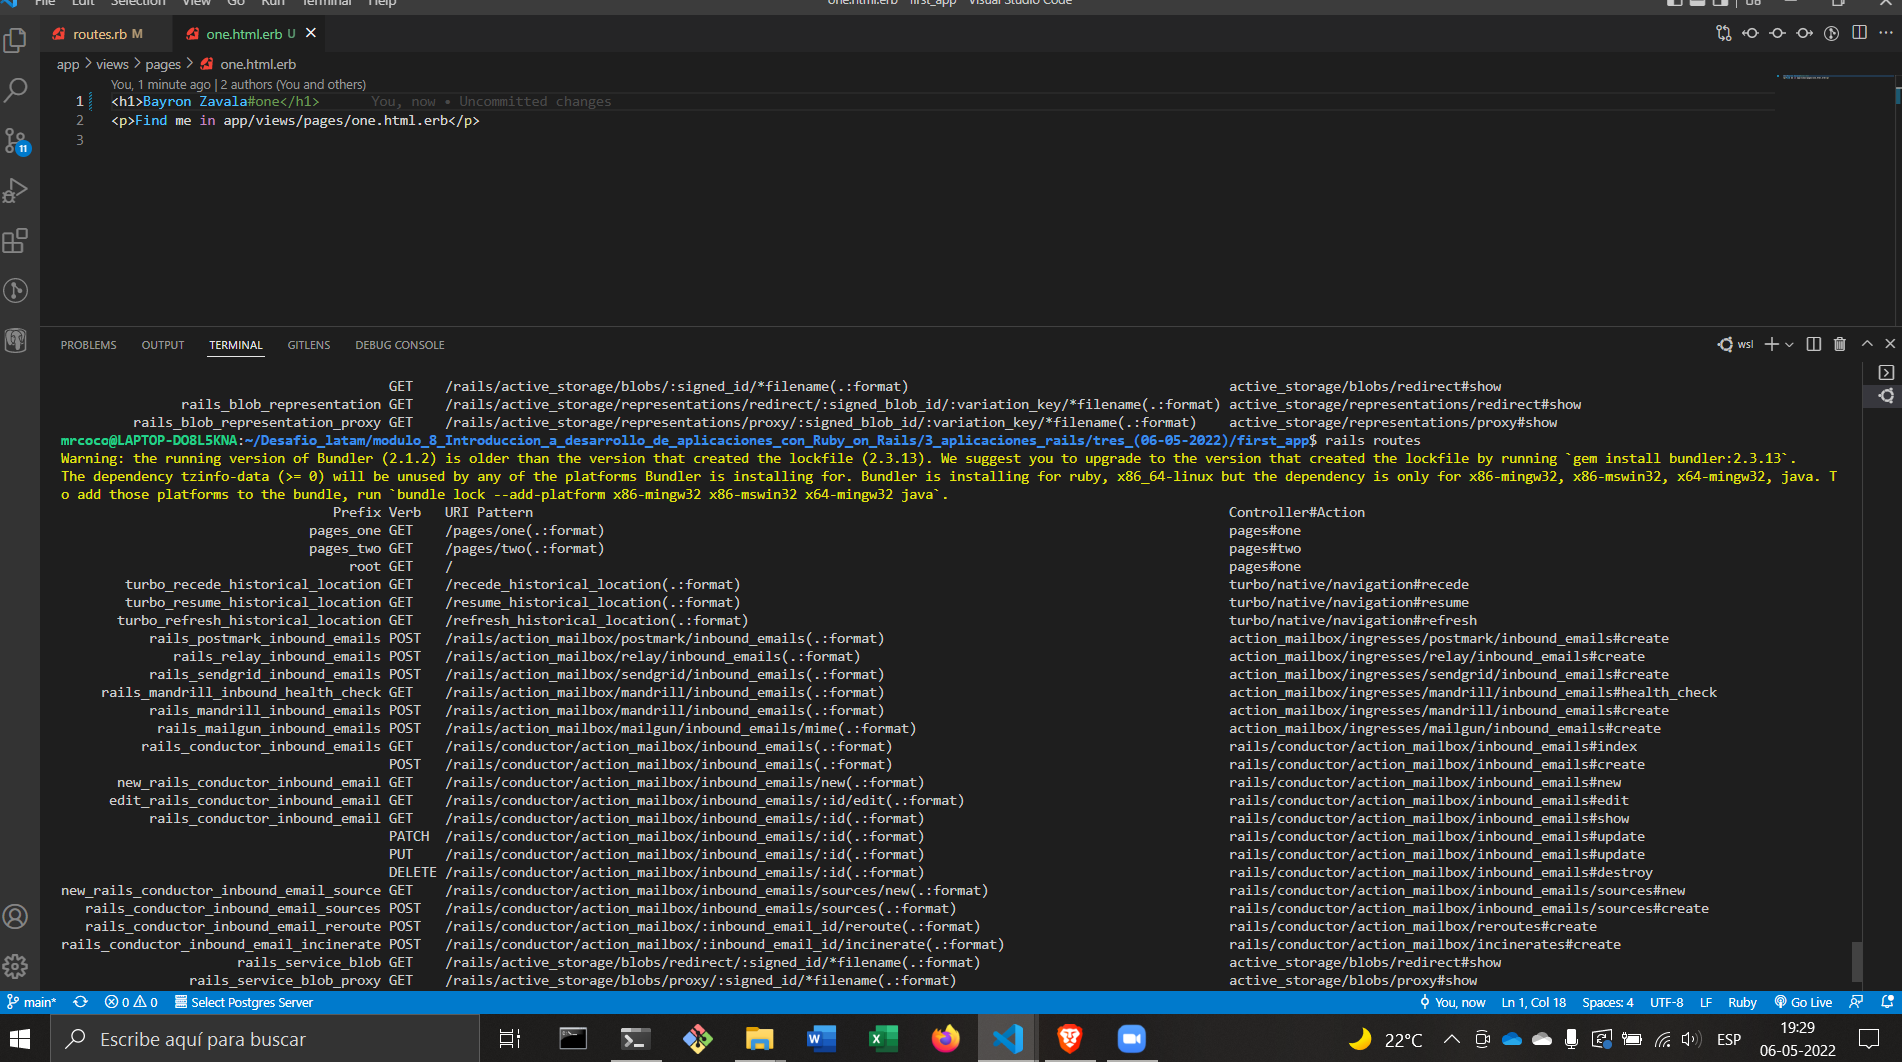 File Edit Selection View Go Run Terminal Help one.html.erb - first_app - Visual Studio Code
routes.rb M one.html.erb U
app > views > pages > one.html.erb
You, 1 minute ago | 2 authors (You and others)
1 <h1>Bayron Zavala#one</h1> You, now • Uncommitted changes
2 <p>Find me in app/views/pages/one.html.erb</p>
3
11
PROBLEMS OUTPUT TERMINAL GITLENS DEBUG CONSOLE wsl
GET /rails/active_storage/blobs/:signed_id/*filename(.:format) active_storage/blobs/redirect#show
rails_blob_representation GET /rails/active_storage/representations/redirect/:signed_blob_id/:variation_key/*filename(.:format) active_storage/representations/redirect#show
rails_blob_representation_proxy GET /rails/active_storage/representations/proxy/:signed_blob_id/:variation_key/*filename(.:format) active_storage/representations/proxy#show
mrcoco@LAPTOP-DO8L5KNA:~/Desafio_latam/modulo_8_Introduccion_a_desarrollo_de_aplicaciones_con_Ruby_on_Rails/3_aplicaciones_rails/tres_(06-05-2022)/first_app$ rails routes
Warning: the running version of Bundler (2.1.2) is older than the version that created the lockfile (2.3.13). We suggest you to upgrade to the version that created the lockfile by running `gem install bundler:2.3.13`.
The dependency tzinfo-data (>= 0) will be unused by any of the platforms Bundler is installing for. Bundler is installing for ruby, x86_64-linux but the dependency is only for x86-mingw32, x86-mswin32, x64-mingw32, java. T
o add those platforms to the bundle, run `bundle lock --add-platform x86-mingw32 x86-mswin32 x64-mingw32 java`.
Prefix Verb URI Pattern Controller#Action
pages_one GET /pages/one(.:format) pages#one
pages_two GET /pages/two(.:format) pages#two
root GET / pages#one
turbo_recede_historical_location GET /recede_historical_location(.:format) turbo/native/navigation#recede
turbo_resume_historical_location GET /resume_historical_location(.:format) turbo/native/navigation#resume
turbo_refresh_historical_location GET /refresh_historical_location(.:format) turbo/native/navigation#refresh
rails_postmark_inbound_emails POST /rails/action_mailbox/postmark/inbound_emails(.:format) action_mailbox/ingresses/postmark/inbound_emails#create
rails_relay_inbound_emails POST /rails/action_mailbox/relay/inbound_emails(.:format) action_mailbox/ingresses/relay/inbound_emails#create
rails_sendgrid_inbound_emails POST /rails/action_mailbox/sendgrid/inbound_emails(.:format) action_mailbox/ingresses/sendgrid/inbound_emails#create
rails_mandrill_inbound_health_check GET /rails/action_mailbox/mandrill/inbound_emails(.:format) action_mailbox/ingresses/mandrill/inbound_emails#health_check
rails_mandrill_inbound_emails POST /rails/action_mailbox/mandrill/inbound_emails(.:format) action_mailbox/ingresses/mandrill/inbound_emails#create
rails_mailgun_inbound_emails POST /rails/action_mailbox/mailgun/inbound_emails/mime(.:format) action_mailbox/ingresses/mailgun/inbound_emails#create
rails_conductor_inbound_emails GET /rails/conductor/action_mailbox/inbound_emails(.:format) rails/conductor/action_mailbox/inbound_emails#index
POST /rails/conductor/action_mailbox/inbound_emails(.:format) rails/conductor/action_mailbox/inbound_emails#create
new_rails_conductor_inbound_email GET /rails/conductor/action_mailbox/inbound_emails/new(.:format) rails/conductor/action_mailbox/inbound_emails#new
edit_rails_conductor_inbound_email GET /rails/conductor/action_mailbox/inbound_emails/:id/edit(.:format) rails/conductor/action_mailbox/inbound_emails#edit
rails_conductor_inbound_email GET /rails/conductor/action_mailbox/inbound_emails/:id(.:format) rails/conductor/action_mailbox/inbound_emails#show
PATCH /rails/conductor/action_mailbox/inbound_emails/:id(.:format) rails/conductor/action_mailbox/inbound_emails#update
PUT /rails/conductor/action_mailbox/inbound_emails/:id(.:format) rails/conductor/action_mailbox/inbound_emails#update
DELETE /rails/conductor/action_mailbox/inbound_emails/:id(.:format) rails/conductor/action_mailbox/inbound_emails#destroy
new_rails_conductor_inbound_email_source GET /rails/conductor/action_mailbox/inbound_emails/sources/new(.:format) rails/conductor/action_mailbox/inbound_emails/sources#new
rails_conductor_inbound_email_sources POST /rails/conductor/action_mailbox/inbound_emails/sources(.:format) rails/conductor/action_mailbox/inbound_emails/sources#create
rails_conductor_inbound_email_reroute POST /rails/conductor/action_mailbox/:inbound_email_id/reroute(.:format) rails/conductor/action_mailbox/reroutes#create
rails_conductor_inbound_email_incinerate POST /rails/conductor/action_mailbox/:inbound_email_id/incinerate(.:format) rails/conductor/action_mailbox/incinerates#create
rails_service_blob GET /rails/active_storage/blobs/redirect/:signed_id/*filename(.:format) active_storage/blobs/redirect#show
rails_service_blob_proxy GET /rails/active_storage/blobs/proxy/:signed_id/*filename(.:format) active_storage/blobs/proxy#show
main* 0 0 Select Postgres Server You, now Ln 1, Col 18 Spaces: 4 UTF-8 LF Ruby Go Live
Escribe aquí para buscar 22°C ESP 19:29
06-05-2022